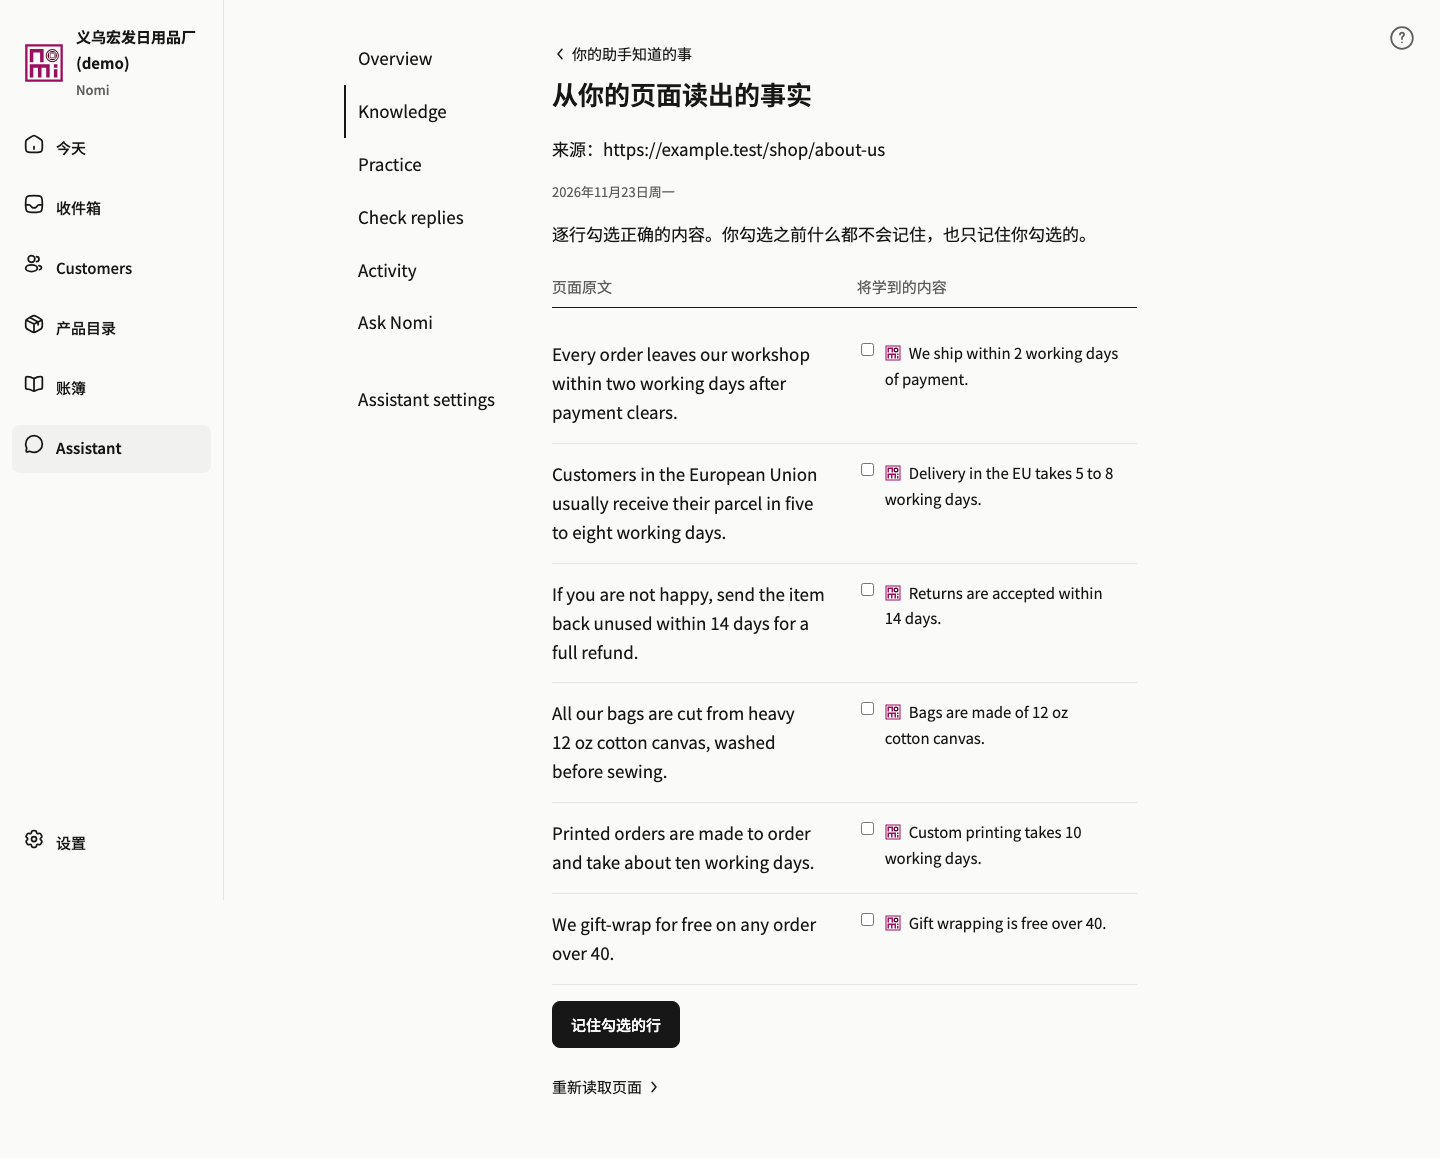 义乌宏发日用品厂
(demo)
Nomi
今天
收件箱
Customers
产品目录
账簿
Assistant
设置
Overview
Knowledge
Practice
Check replies
Activity
Ask Nomi
Assistant settings
你的助手知道的事
从你的页面读出的事实
来源：https://example.test/shop/about-us
2026年11月23日周一
逐行勾选正确的内容。你勾选之前什么都不会记住，也只记住你勾选的。
页面原文
将学到的内容
Every order leaves our workshop
within two working days after
payment clears.
We ship within 2 working days
of payment.
Customers in the European Union
usually receive their parcel in five
to eight working days.
Delivery in the EU takes 5 to 8
working days.
If you are not happy, send the item
back unused within 14 days for a
full refund.
Returns are accepted within
14 days.
All our bags are cut from heavy
12 oz cotton canvas, washed
before sewing.
Bags are made of 12 oz
cotton canvas.
Printed orders are made to order
and take about ten working days.
Custom printing takes 10
working days.
We gift-wrap for free on any order
over 40.
Gift wrapping is free over 40.
记住勾选的行
重新读取页面